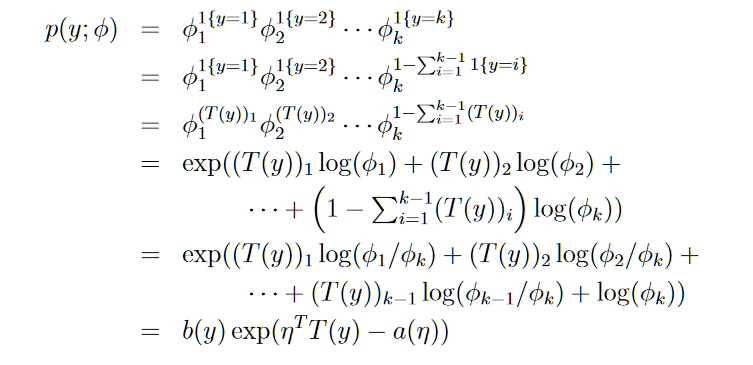 p(y; φ) = φ_1^{1{y=1}} φ_2^{1{y=2}} ⋯ φ_k^{1{y=k}}
= φ_1^{1{y=1}} φ_2^{1{y=2}} ⋯ φ_k^{1−∑_{i=1}^{k−1} 1{y=i}}
= φ_1^{(T(y))_1} φ_2^{(T(y))_2} ⋯ φ_k^{1−∑_{i=1}^{k−1} (T(y))_i}
= exp((T(y))_1 log(φ_1) + (T(y))_2 log(φ_2) +
⋯ + (1 − ∑_{i=1}^{k−1} (T(y))_i) log(φ_k))
= exp((T(y))_1 log(φ_1/φ_k) + (T(y))_2 log(φ_2/φ_k) +
⋯ + (T(y))_{k−1} log(φ_{k−1}/φ_k) + log(φ_k))
= b(y) exp(η^T T(y) − a(η))